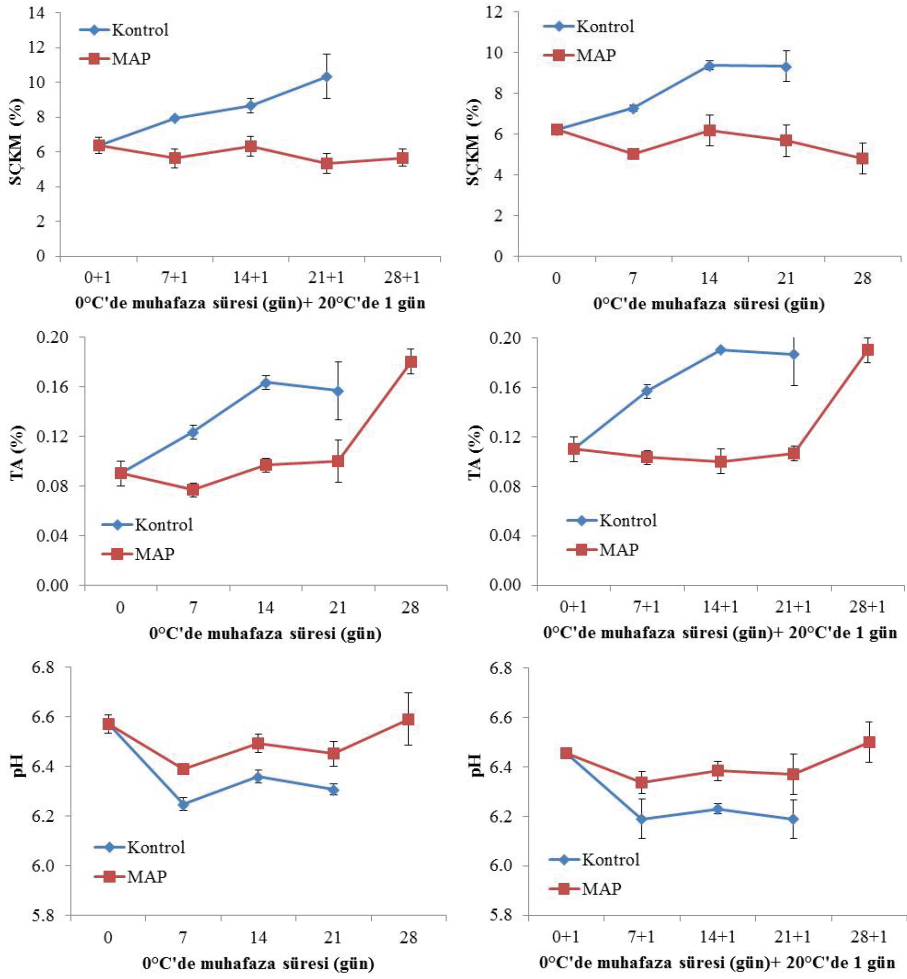 14
12
10
8
6
4
2
0
SÇKM (%)
Kontrol
MAP
0+1 7+1 14+1 21+1 28+1
0°C'de muhafaza süresi (gün)+ 20°C'de 1 gün
12
10
8
6
4
2
0
SÇKM (%)
Kontrol
MAP
0 7 14 21 28
0°C'de muhafaza süresi (gün)
0.20
0.16
0.12
0.08
0.04
0.00
TA (%)
Kontrol
MAP
0 7 14 21 28
0°C'de muhafaza süresi (gün)
0.20
0.16
0.12
0.08
0.04
0.00
TA (%)
Kontrol
MAP
0+1 7+1 14+1 21+1 28+1
0°C'de muhafaza süresi (gün)+ 20°C'de 1 gün
6.8
6.6
6.4
6.2
6.0
5.8
pH
Kontrol
MAP
0 7 14 21 28
0°C'de muhafaza süresi (gün)
6.8
6.6
6.4
6.2
6.0
5.8
pH
Kontrol
MAP
0+1 7+1 14+1 21+1 28+1
0°C'de muhafaza süresi (gün)+ 20°C'de 1 gün